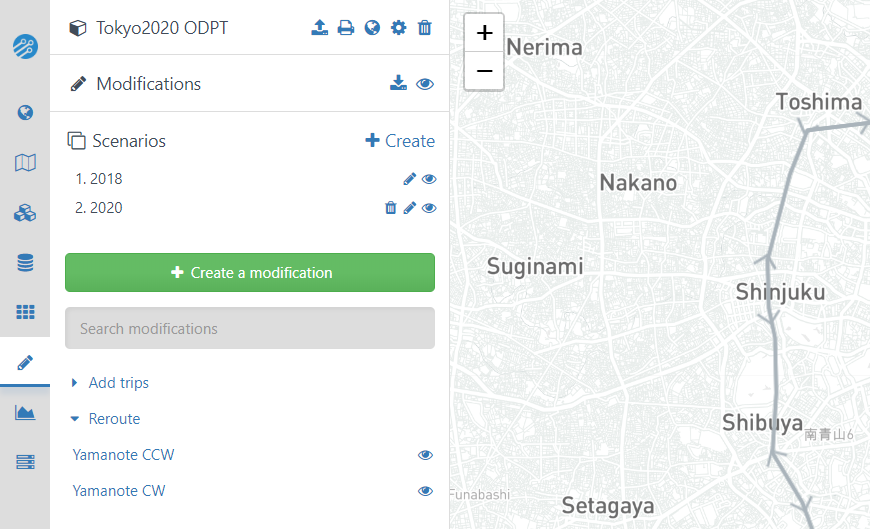 Tokyo2020 ODPT
Modifications
Scenarios
Create
1. 2018
2. 2020
Create a modification
Search modifications
Add trips
Reroute
Yamanote CCW
Yamanote CW
+
−
Nerima
Toshima
Nakano
Suginami
Shinjuku
Shibuya
南青山6
Funabashi
Setagaya